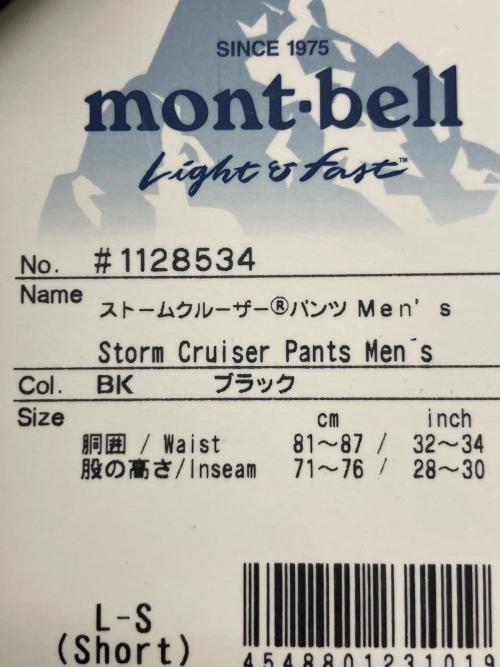 SINCE 1975
mont·bell
Light & Fast™
No. #1128534
Name ストームクルーザー®パンツ Men's
Storm Cruiser Pants Men's
Col. BK ブラック
Size cm inch
胴囲 / Waist 81~87 / 32~34
股の高さ/Inseam 71~76 / 28~30
L-S
(Short)
4548801231019